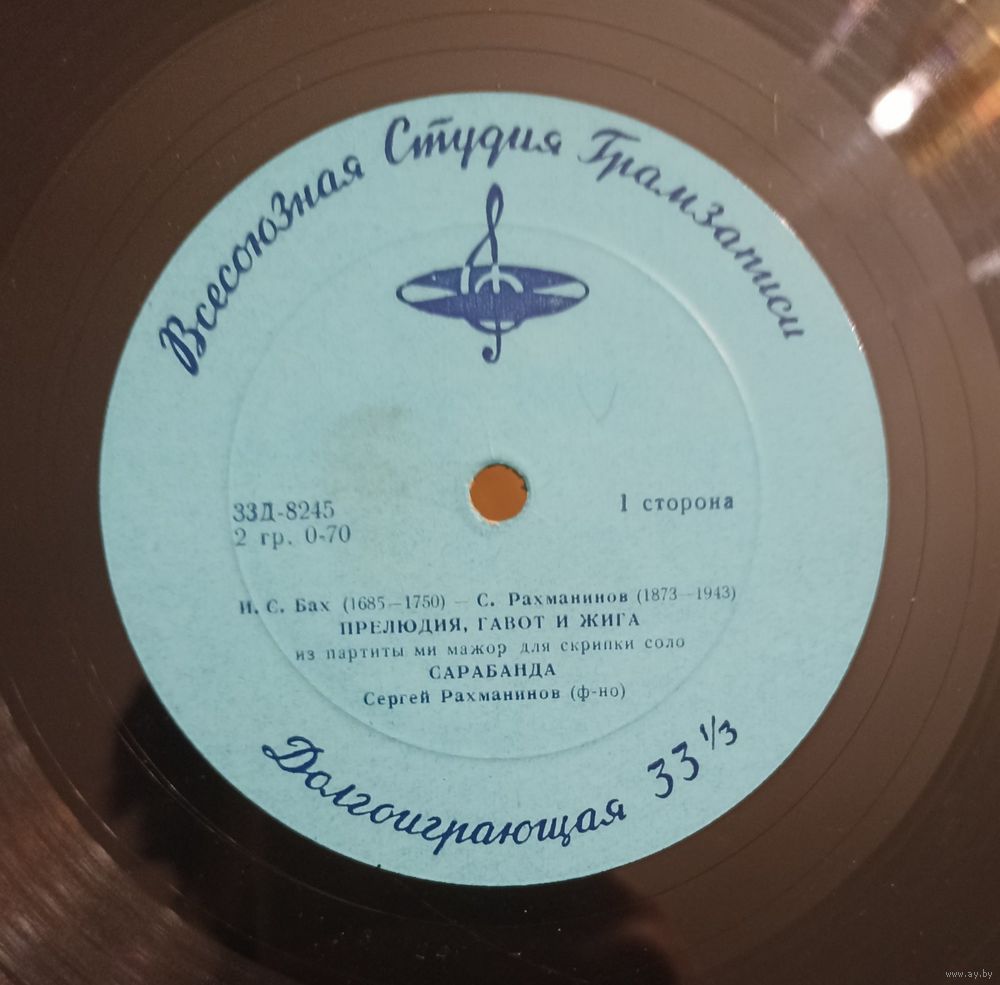 Всесоюзная Студия Грамзаписи
33Д-8245
2 гр. 0-70
1 сторона
И. С. Бах (1685—1750) — С. Рахманинов (1873—1943)
ПРЕЛЮДИЯ, ГАВОТ И ЖИГА
из партиты ми мажор для скрипки соло
САРАБАНДА
Сергей Рахманинов (ф-но)
Долгоиграющая 33 1/3
www.ay.by